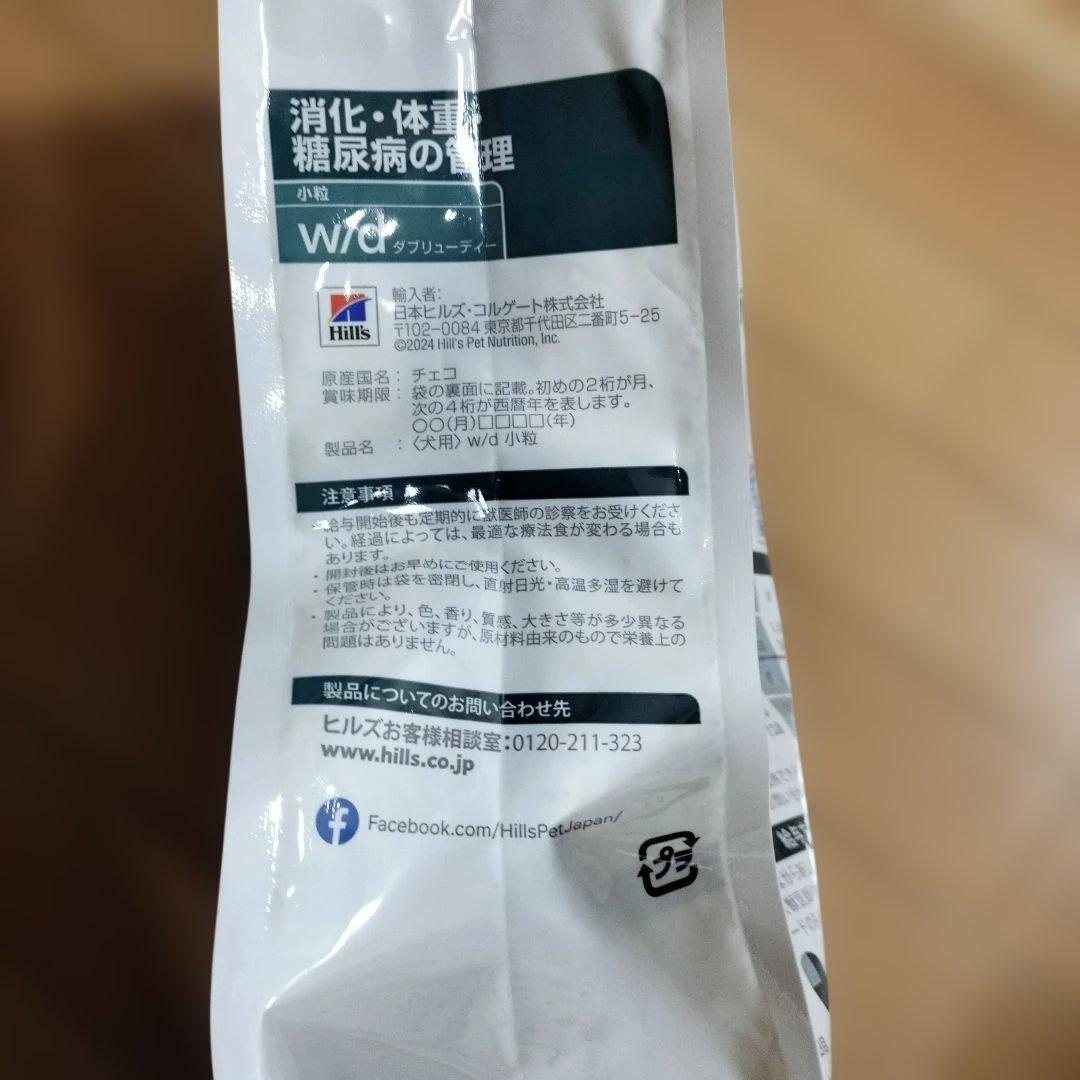 消化・体重・
糖尿病の管理
小粒
w/d ダブリューディー
Hill's
輸入者:
日本ヒルズ・コルゲート株式会社
〒102-0084 東京都千代田区二番町5-25
©2024 Hill's Pet Nutrition, Inc.
原産国名: チェコ
賞味期限: 袋の裏面に記載。初めの2桁が月、
次の4桁が西暦年を表します。
〇〇(月)□□□□(年)
製品名 : 〈犬用〉 w/d 小粒
注意事項
・給与開始後も定期的に獣医師の診察をお受けくださ
い。経過によっては、最適な療法食が変わる場合も
あります。
・開封後はお早めにご使用ください。
・保管時は袋を密閉し、直射日光・高温多湿を避けて
ください。
・製品により、色、香り、質感、大きさ等が多少異なる
場合がございますが、原材料由来のもので栄養上の
問題はありません。
製品についてのお問い合わせ先
ヒルズお客様相談室:0120-211-323
www.hills.co.jp
Facebook.com/HillsPetJapan/
プラ